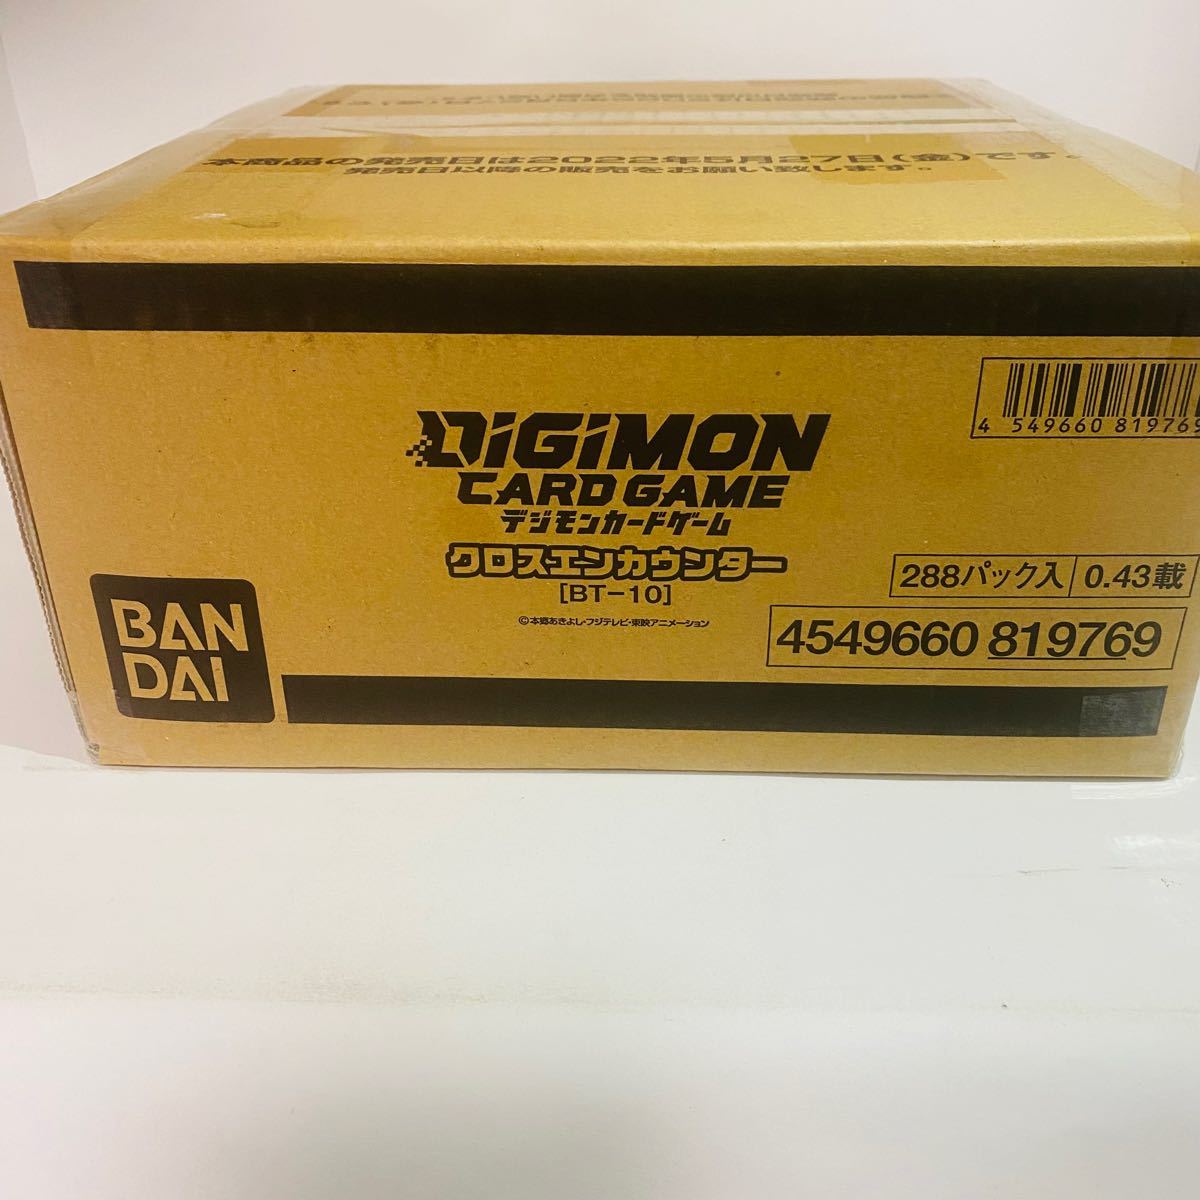 本商品の発売日は2022年5月27日(金)です。
発売日以降の販売をお願い致します。
4 549660 819769
DIGIMON
CARD GAME
デジモンカードゲーム
クロスエンカウンター
[BT-10]
©本郷あきよし・フジテレビ・東映アニメーション
288パック入 0.43載
4549660 819769
BAN
DAI